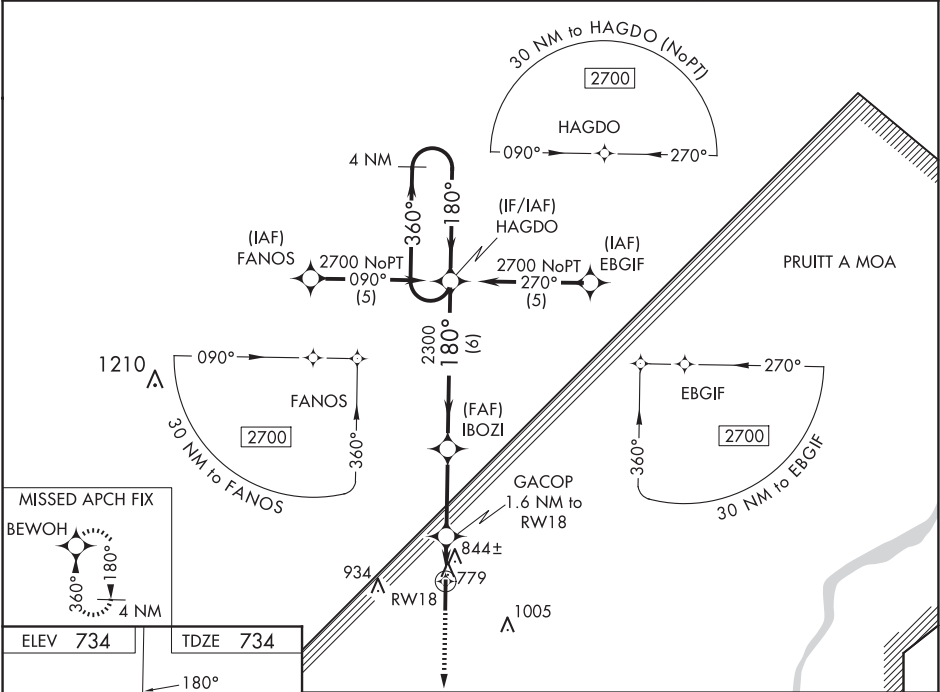 30 NM to HAGDO (NoPT)
2700
HAGDO
090°
270°
4 NM
360°
180°
(IF/IAF)
HAGDO
(IAF)
FANOS
2700 NoPT
090°
(5)
2700 NoPT
270°
(5)
(IAF)
EBGIF
PRUITT A MOA
2300
180°
(6)
1210
090°
FANOS
360°
2700
30 NM to FANOS
(FAF)
IBOZI
270°
EBGIF
360°
2700
30 NM to EBGIF
GACOP
1.6 NM to
RW18
844±
779
934
RW18
1005
MISSED APCH FIX
BEWOH
360°
180°
4 NM
ELEV 734
TDZE 734
180°